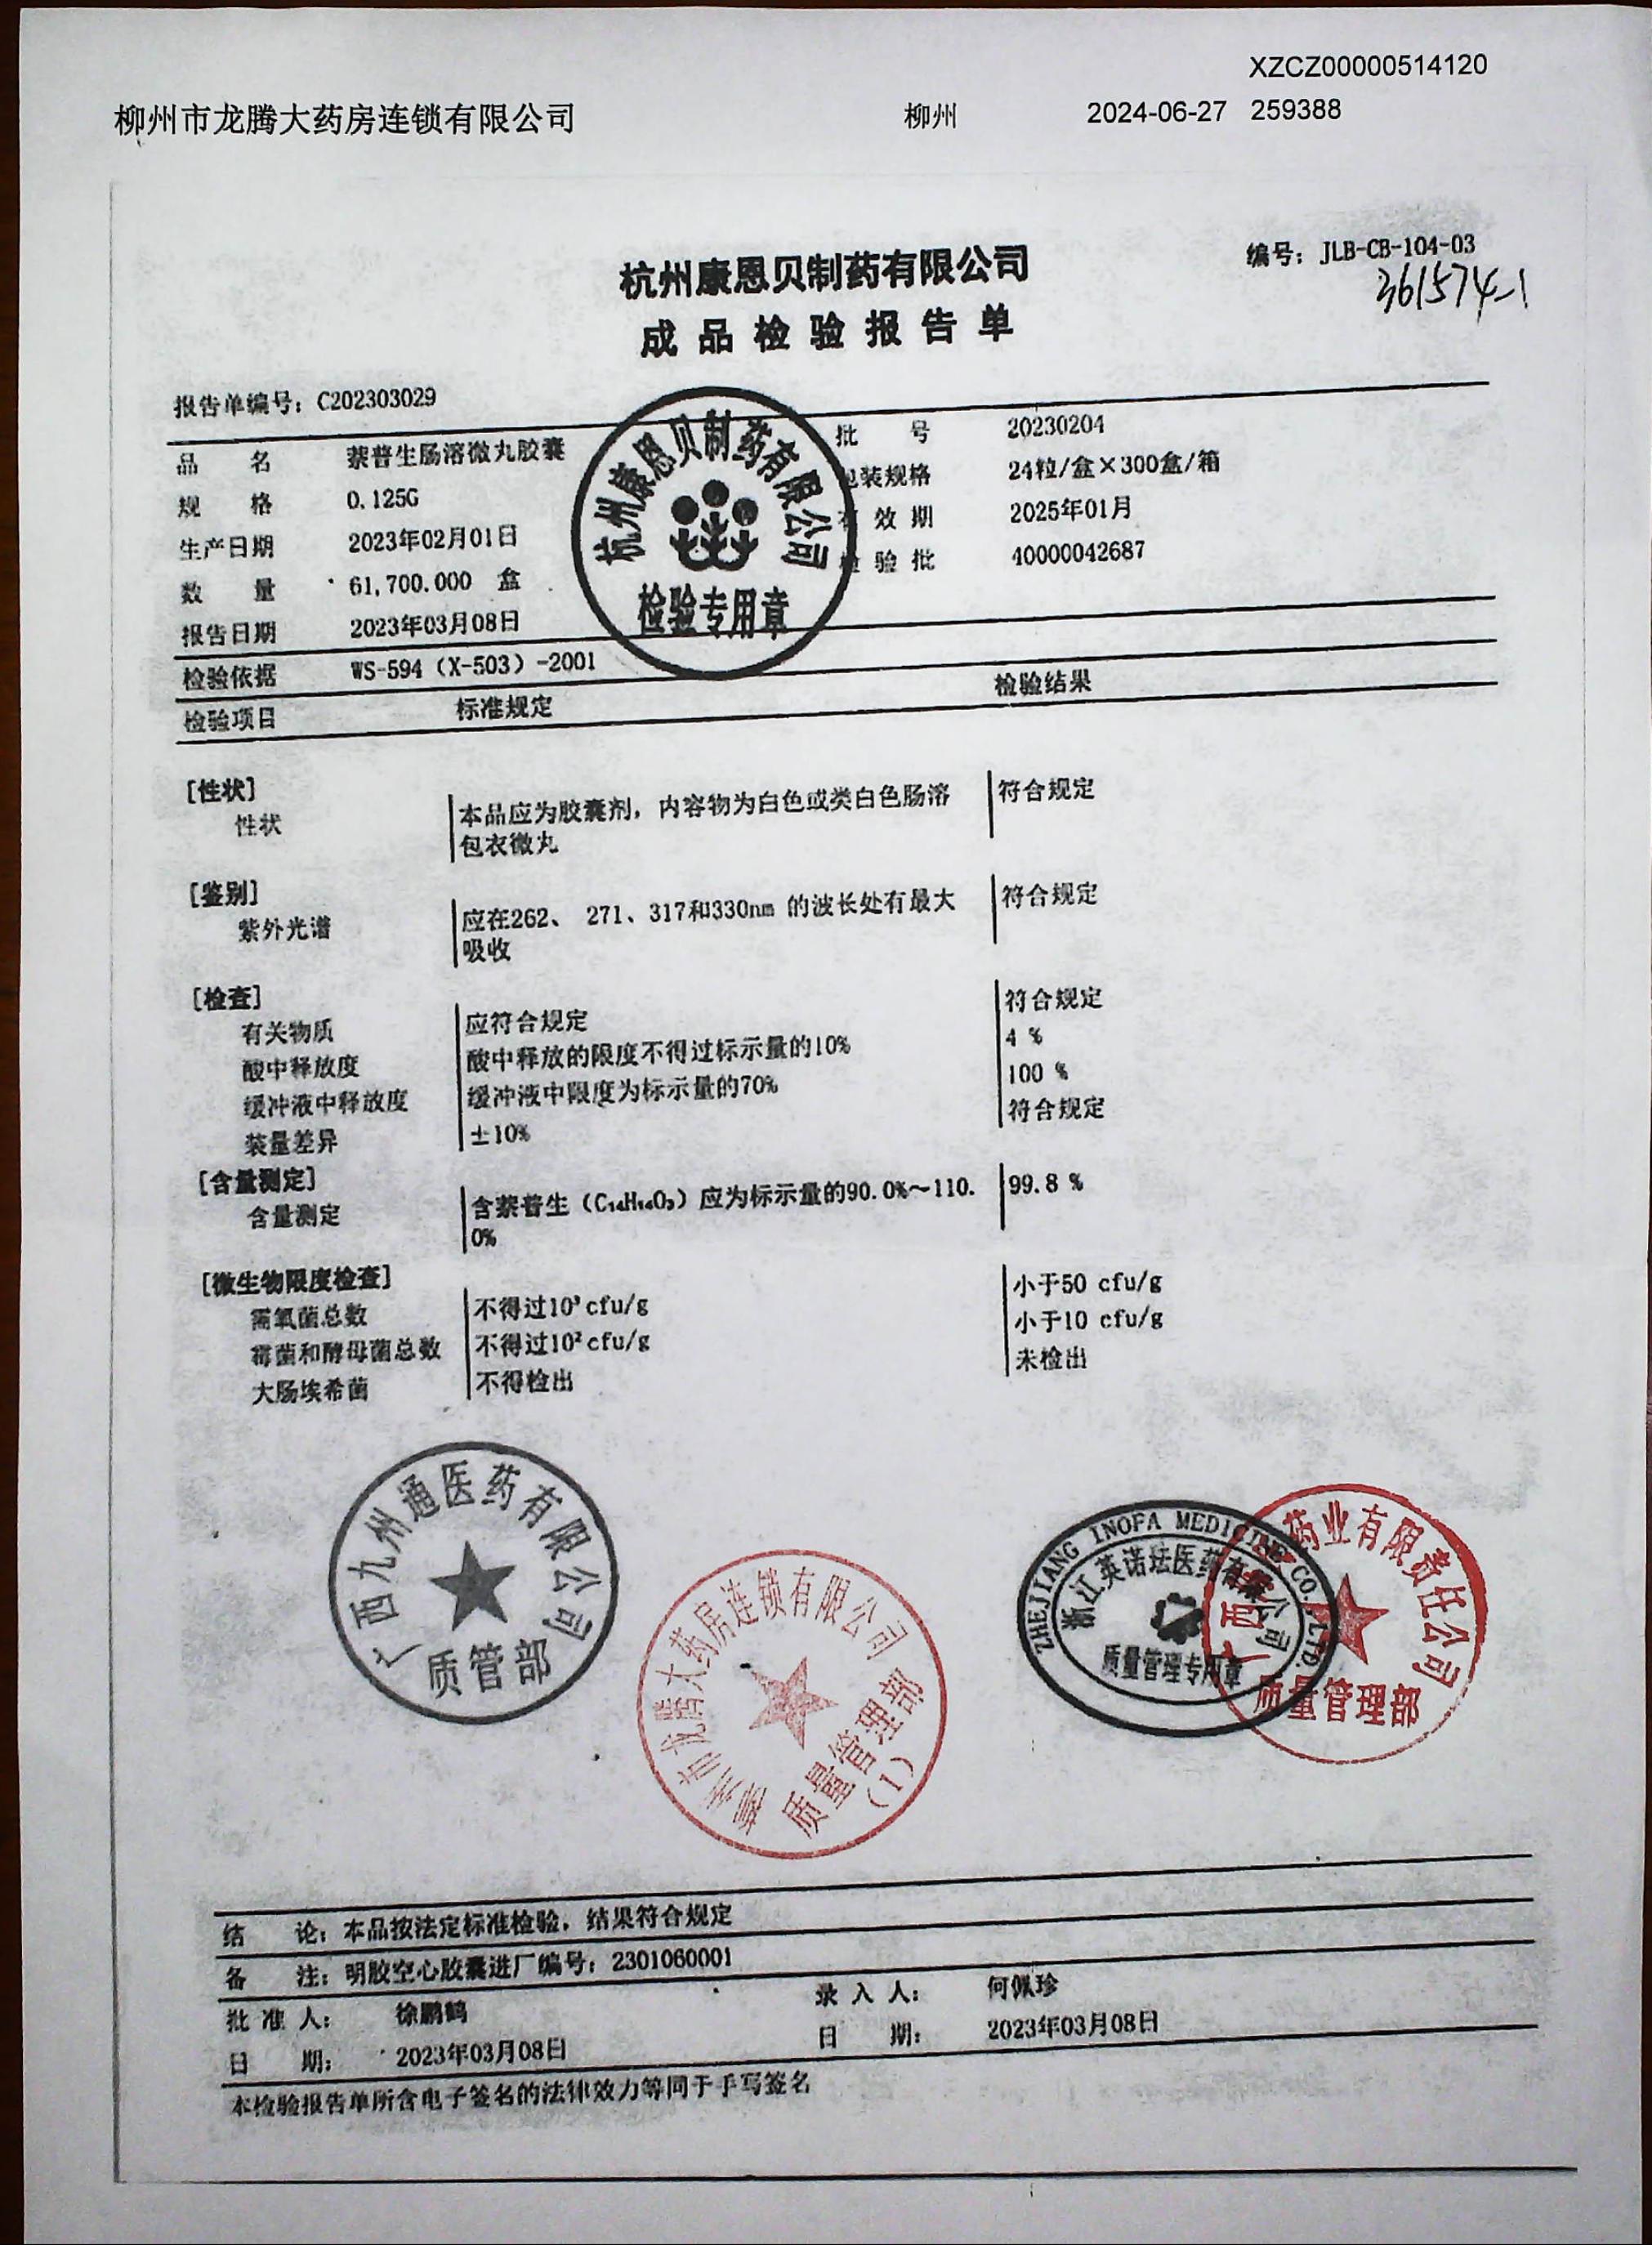 XZCZ00000514120
柳州市龙腾大药房连锁有限公司 柳州 2024-06-27 259388
编号：JLB-CB-104-03
361574-1
杭州康恩贝制药有限公司
成品检验报告单
报告单编号：C202303029
品 名 萘普生肠溶微丸胶囊 批 号 20230204
规 格 0.125G 包装规格 24粒/盒×300盒/箱
生产日期 2023年02月01日 有效期 2025年01月
数 量 61,700.000 盒 检验批 40000042687
报告日期 2023年03月08日
杭州康恩贝制药有限公司
检验专用章
检验依据 WS-594（X-503）-2001
检验项目 标准规定 检验结果
[性状]
性状 本品应为胶囊剂，内容物为白色或类白色肠溶 符合规定
包衣微丸
[鉴别]
紫外光谱 应在262、 271、317和330nm 的波长处有最大 符合规定
吸收
[检查]
有关物质 应符合规定 符合规定
酸中释放度 酸中释放的限度不得过标示量的10% 4 %
缓冲液中释放度 缓冲液中限度为标示量的70% 100 %
装量差异 ±10% 符合规定
[含量测定]
含量测定 含萘普生（C₁₄H₁₄O₃）应为标示量的90.0%～110. 99.8 %
0%
[微生物限度检查]
需氧菌总数 不得过10³cfu/g 小于50 cfu/g
霉菌和酵母菌总数 不得过10²cfu/g 小于10 cfu/g
大肠埃希菌 不得检出 未检出
广西九州通医药有限公司
质管部
柳州市龙腾大药房连锁有限公司
质量管理部
(1)
ZHEJIANG INOFA MEDICINE CO.,LTD.
浙江英诺珐医药有限公司
质量管理专用章
广西 药业有限责任公司
质量管理部
结 论：本品按法定标准检验，结果符合规定
备 注：明胶空心胶囊进厂编号：2301060001
批准人： 徐鹏鹤 录入人： 何佩珍
日 期： 2023年03月08日 日 期： 2023年03月08日
本检验报告单所含电子签名的法律效力等同于手写签名